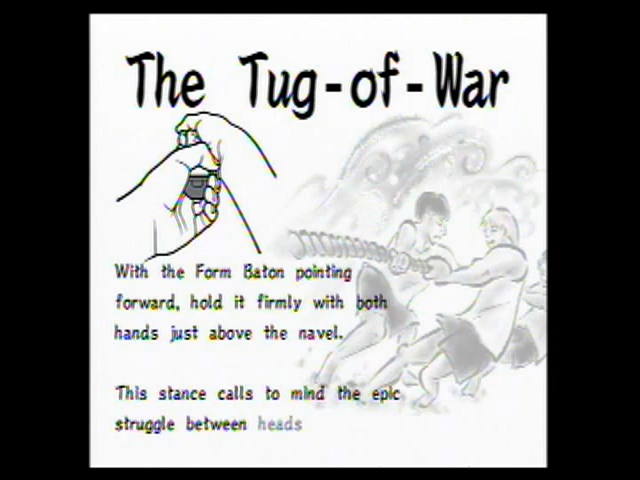 The Tug-of-War
With the Form Baton pointing
forward, hold it firmly with both
hands just above the navel.
This stance calls to mind the epic
struggle between heads